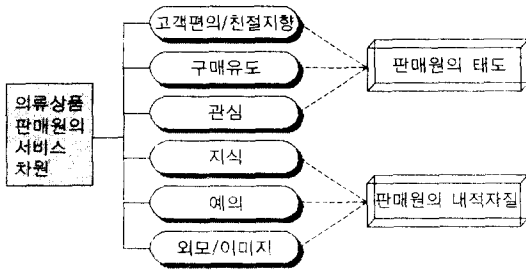 의류상품
판매원의
서비스
차원
고객편의/친절지향
구매유도
관심
지식
예의
외모/이미지
판매원의 태도
판매원의 내적자질